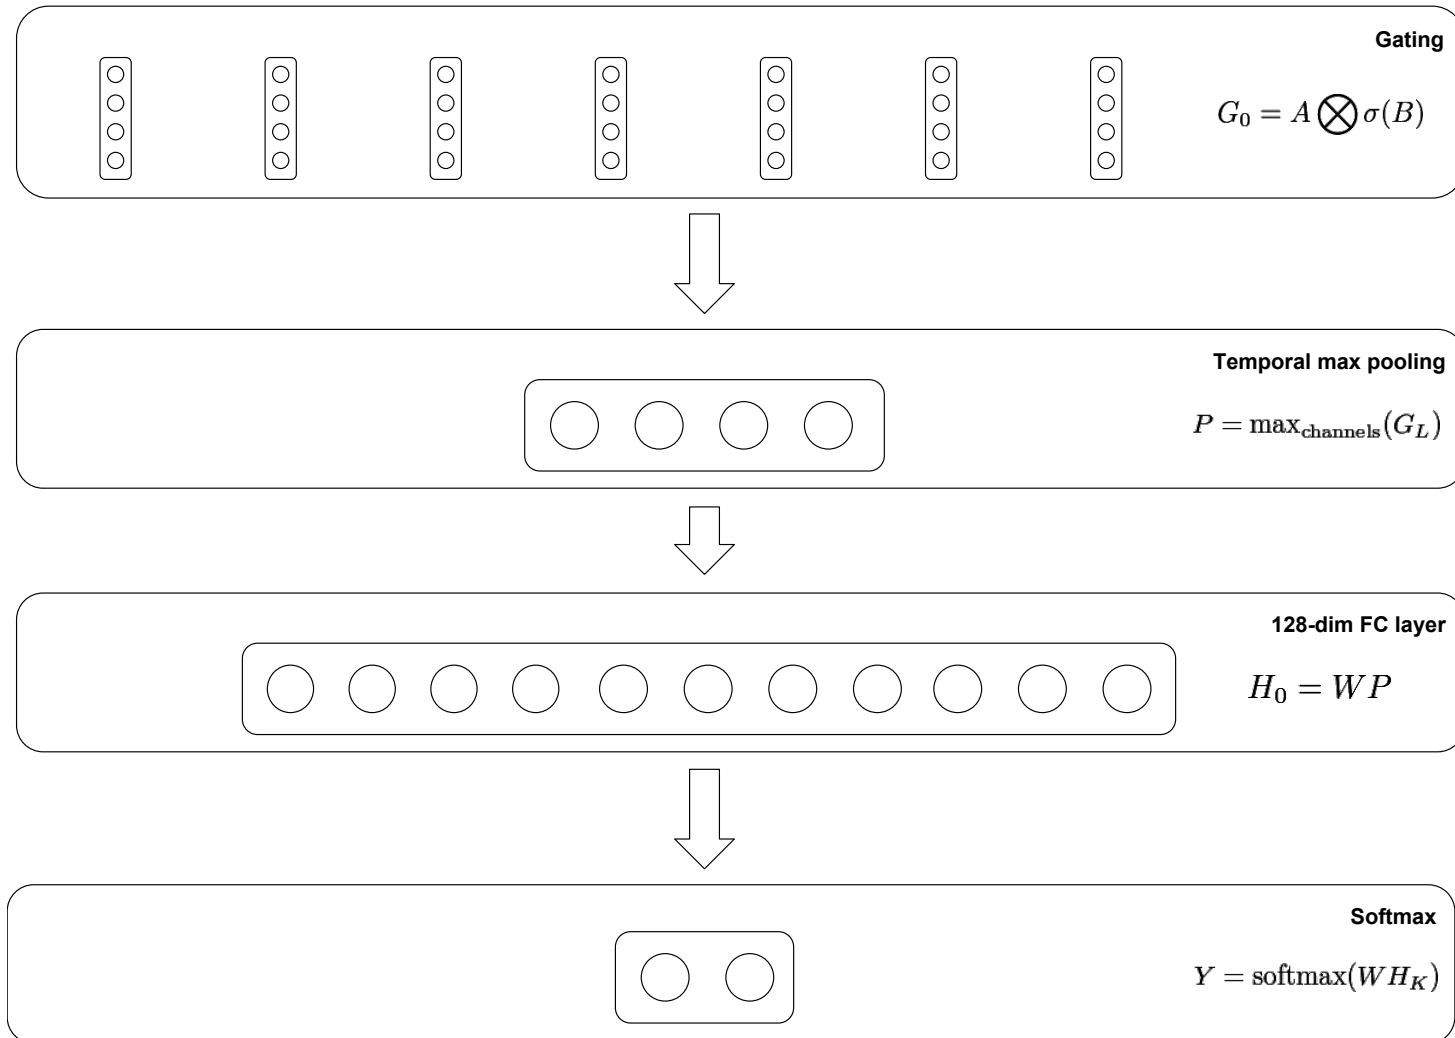 Gating
G₀ = A ⨂ σ(B)
Temporal max pooling
P = max_channels(G_L)
128-dim FC layer
H₀ = WP
Softmax
Y = softmax(WH_K)